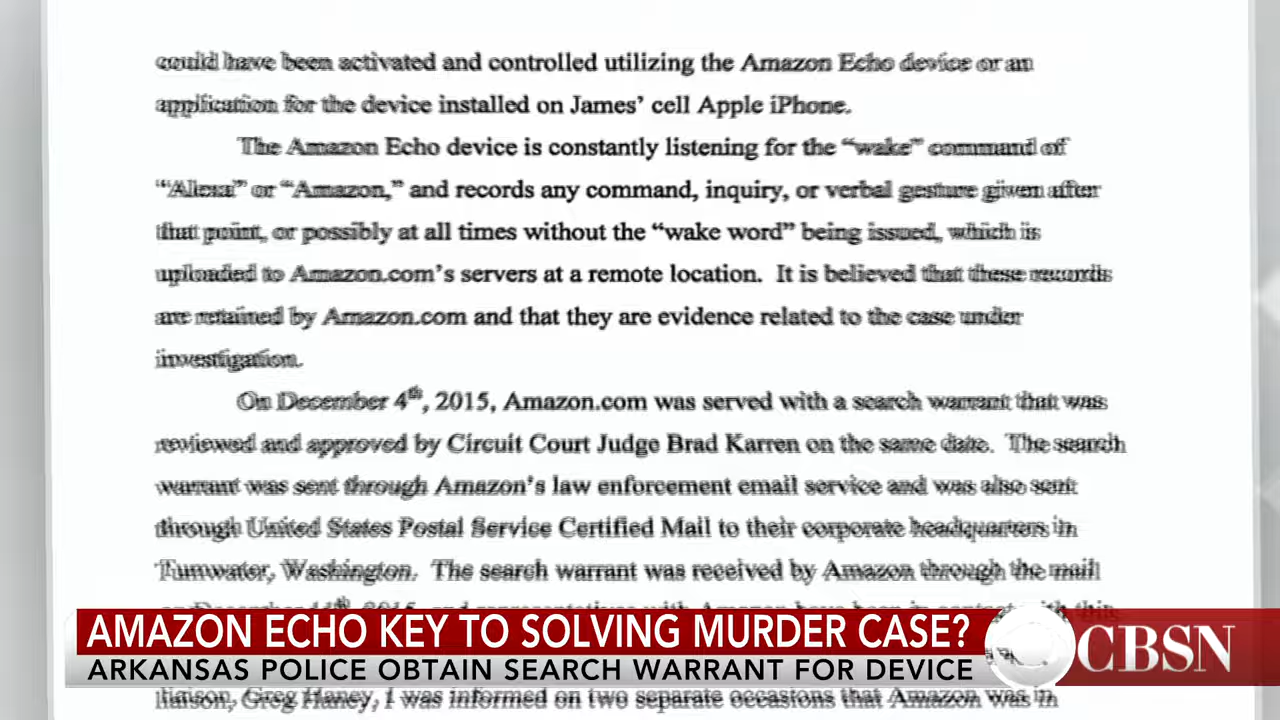 could have been activated and controlled utilizing the Amazon Echo device or an
application for the device installed on James’ cell Apple iPhone.
The Amazon Echo device is constantly listening for the “wake” command of
“Alexa” or “Amazon,” and records any command, inquiry, or verbal gesture given after
that point, or possibly at all times without the “wake word” being issued, which is
uploaded to Amazon.com’s servers at a remote location. It is believed that these records
are retained by Amazon.com and that they are evidence related to the case under
investigation.
On December 4th, 2015, Amazon.com was served with a search warrant that was
reviewed and approved by Circuit Court Judge Brad Karren on the same date. The search
warrant was sent through Amazon’s law enforcement email service and was also sent
through United States Postal Service Certified Mail to their corporate headquarters in
Tumwater, Washington. The search warrant was received by Amazon through the mail
AMAZON ECHO KEY TO SOLVING MURDER CASE?
ARKANSAS POLICE OBTAIN SEARCH WARRANT FOR DEVICE
CBSN
liaison, Greg Haney, I was informed on two separate occasions that Amazon was in